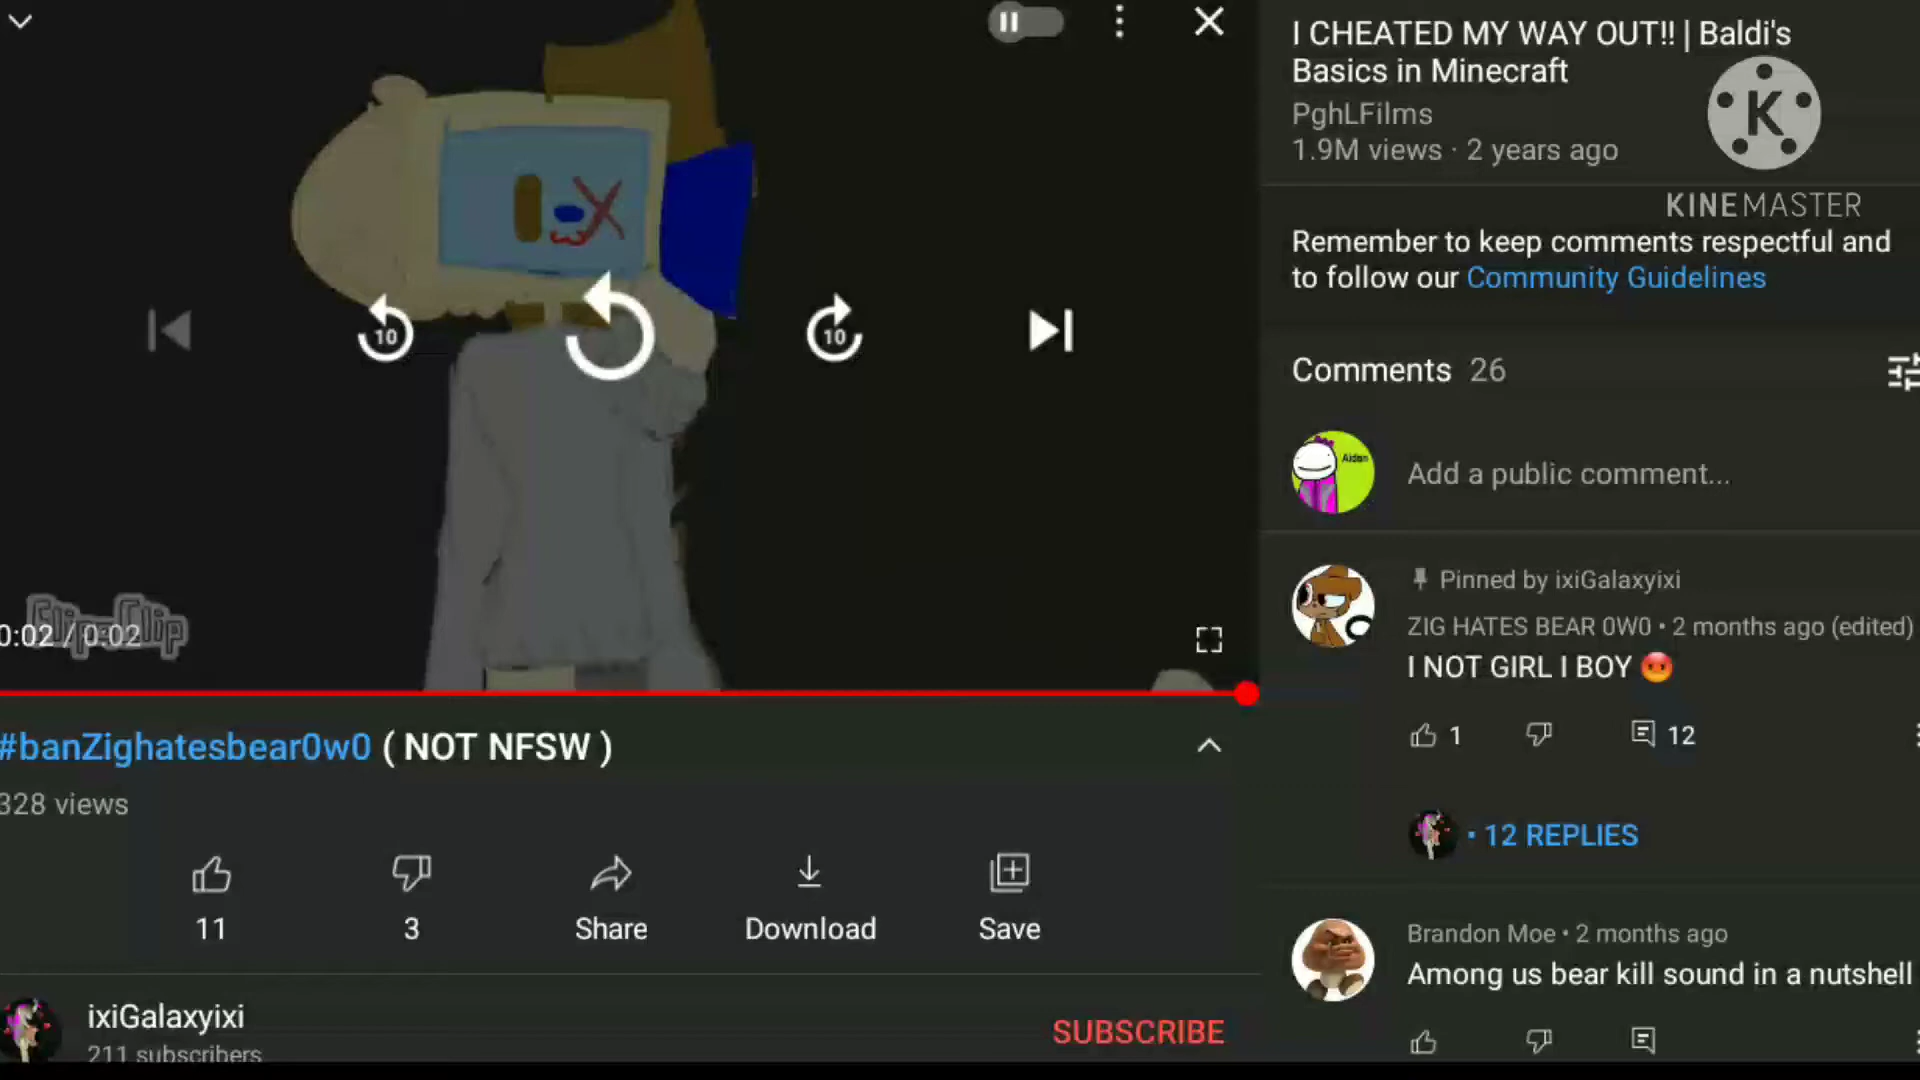 I CHEATED MY WAY OUT!! | Baldi's
Basics in Minecraft
PghLFilms
1.9M views · 2 years ago
K
KINEMASTER
Remember to keep comments respectful and
to follow our Community Guidelines
10
10
Comments 26
Aidan
Add a public comment...
Pinned by ixiGalaxyixi
ZIG HATES BEAR 0W0 • 2 months ago (edited)
I NOT GIRL I BOY 😡
FlipaClip
0:02 / 0:02
#banZighatesbear0w0 ( NOT NFSW )
328 views
1
12
• 12 REPLIES
11
3
Share
Download
Save
Brandon Moe • 2 months ago
Among us bear kill sound in a nutshell
ixiGalaxyixi
211 subscribers
SUBSCRIBE